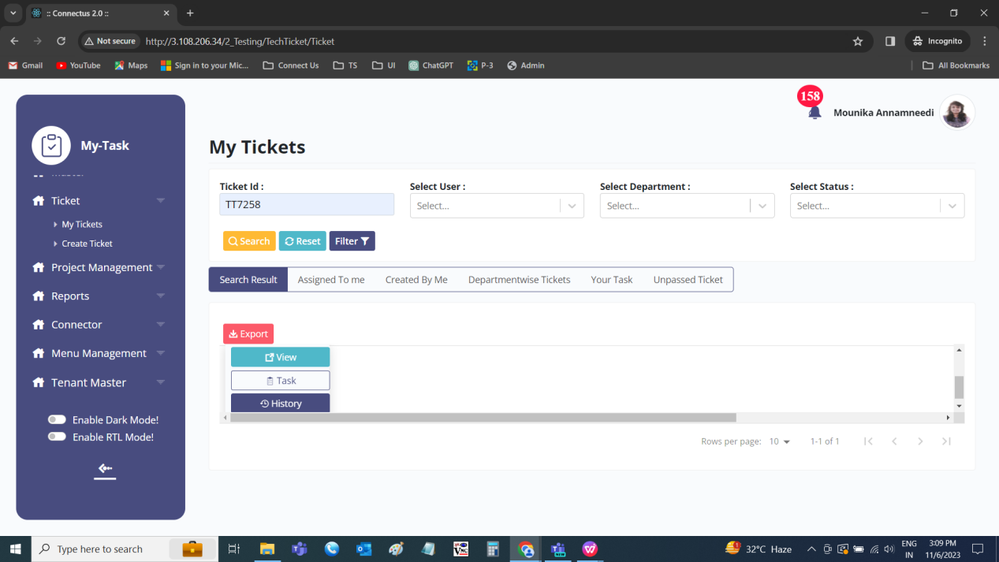 :: Connectus 2.0 ::
Not secure http://3.108.206.34/2_Testing/TechTicket/Ticket Incognito
Gmail YouTube Maps Sign in to your Mic... Connect Us TS UI ChatGPT P-3 Admin All Bookmarks
158
Mounika Annamneedi
My-Task
Ticket
My Tickets
Create Ticket
Project Management
Reports
Connector
Menu Management
Tenant Master
Enable Dark Mode!
Enable RTL Mode!
My Tickets
Ticket Id : Select User : Select Department : Select Status :
TT7258 Select... Select... Select...
Search Reset Filter
Search Result Assigned To me Created By Me Departmentwise Tickets Your Task Unpassed Ticket
Export
View
Task
History
Rows per page: 10 1-1 of 1
Type here to search 32°C Haze ENG IN 3:09 PM 11/6/2023